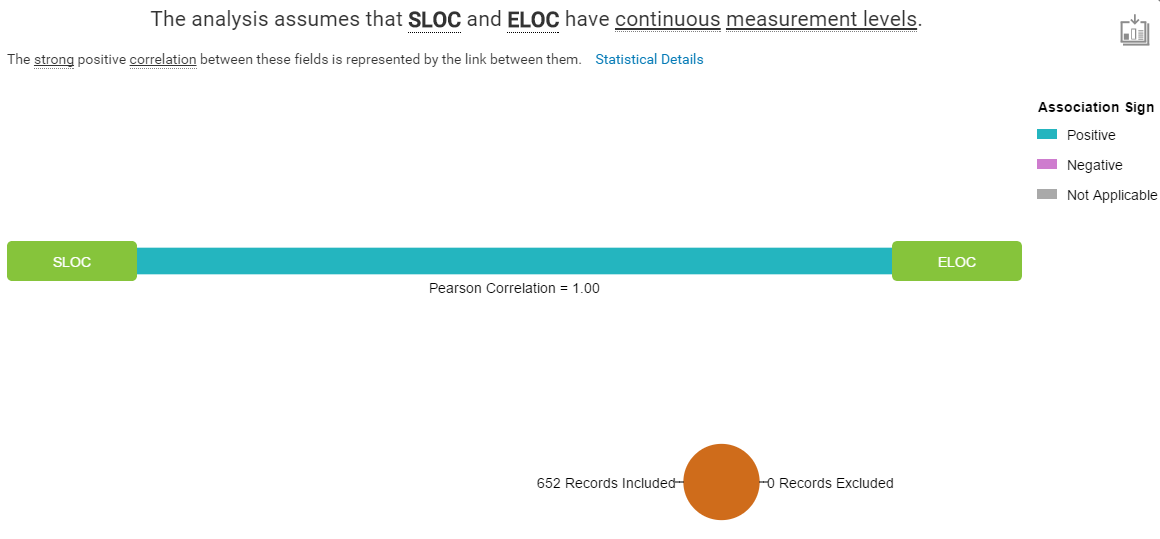 The analysis assumes that SLOC and ELOC have continuous measurement levels.
The strong positive correlation between these fields is represented by the link between them. Statistical Details
Association Sign
Positive
Negative
Not Applicable
SLOC
ELOC
Pearson Correlation = 1.00
652 Records Included
0 Records Excluded